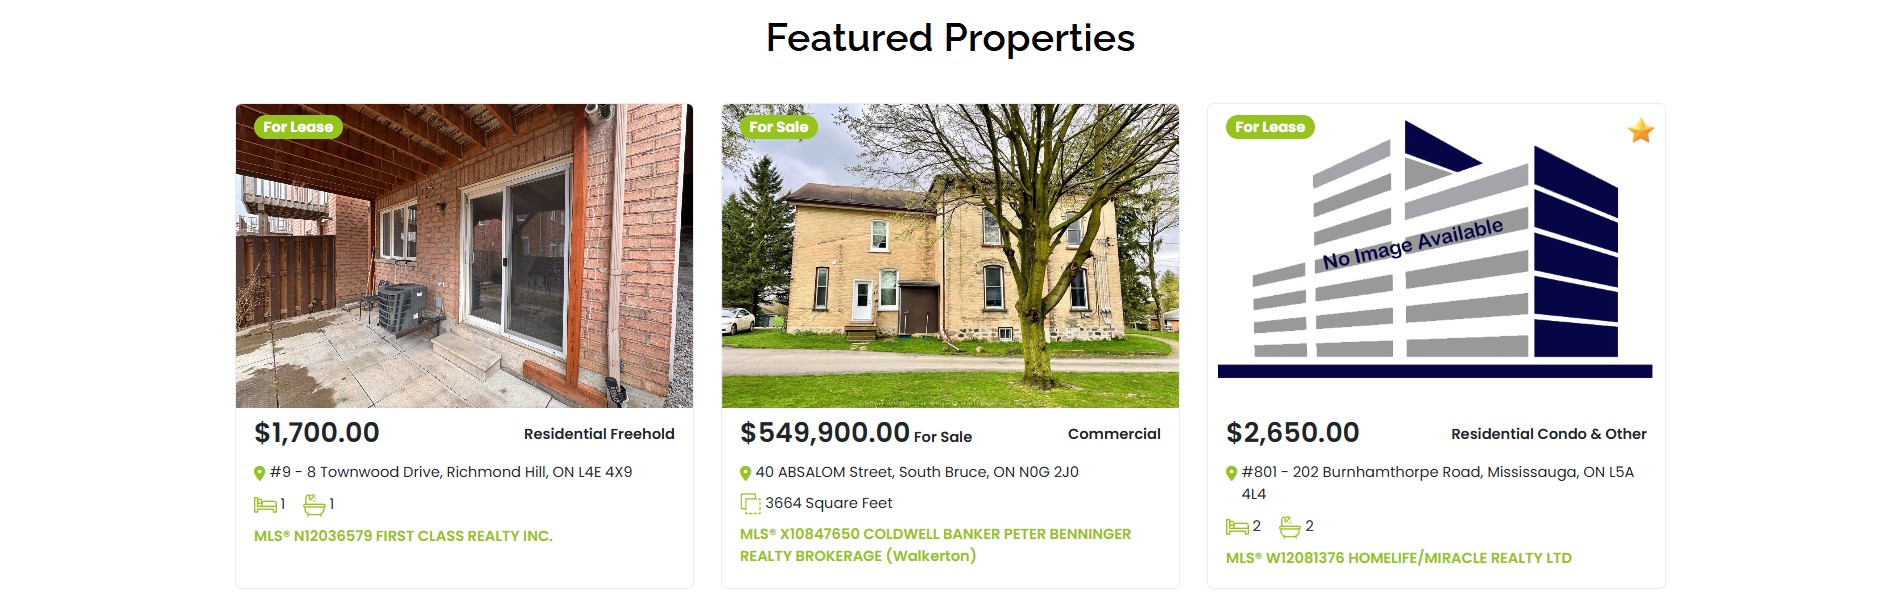 Featured Properties
For Lease
$1,700.00 Residential Freehold
#9 - 8 Townwood Drive, Richmond Hill, ON L4E 4X9
1 1
MLS® N12036579 FIRST CLASS REALTY INC.
For Sale
$549,900.00 For Sale Commercial
40 ABSALOM Street, South Bruce, ON N0G 2J0
3664 Square Feet
MLS® X10847650 COLDWELL BANKER PETER BENNINGER
REALTY BROKERAGE (Walkerton)
For Lease
No Image Available
$2,650.00 Residential Condo & Other
#801 - 202 Burnhamthorpe Road, Mississauga, ON L5A
4L4
2 2
MLS® W12081376 HOMELIFE/MIRACLE REALTY LTD